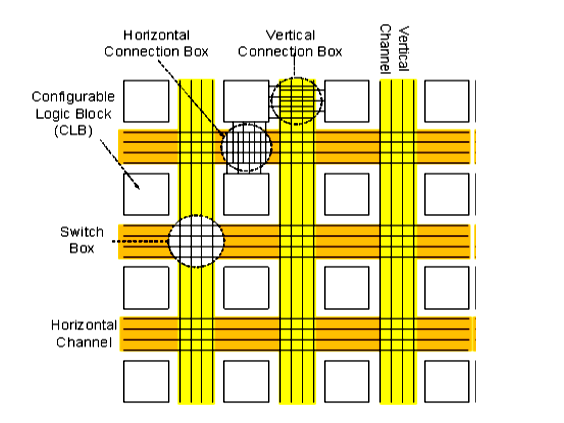 Horizontal
Connection Box
Vertical
Connection Box
Vertical
Channel
Configurable
Logic Block
(CLB)
Switch
Box
Horizontal
Channel